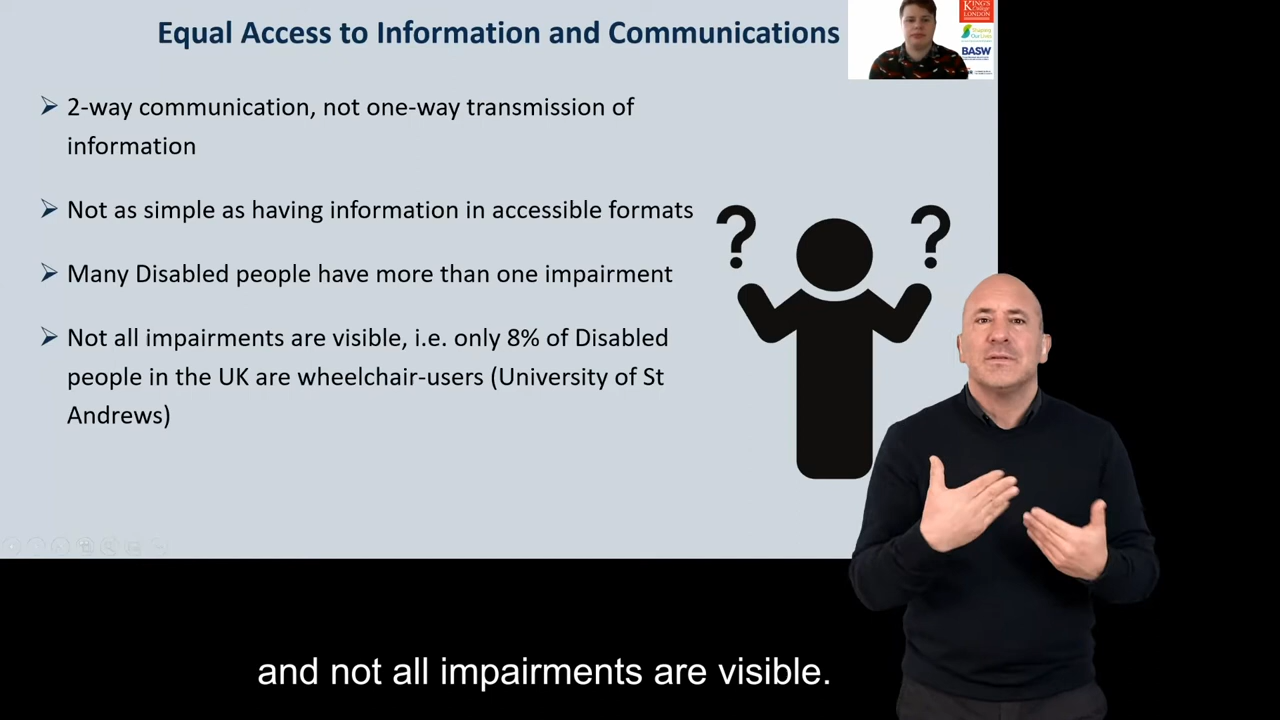 Equal Access to Information and Communications
KING'S
College
LONDON
Shaping
Our Lives
BASW
➢ 2-way communication, not one-way transmission of
information
➢ Not as simple as having information in accessible formats
➢ Many Disabled people have more than one impairment
➢ Not all impairments are visible, i.e. only 8% of Disabled
people in the UK are wheelchair-users (University of St
Andrews)
? ?
and not all impairments are visible.